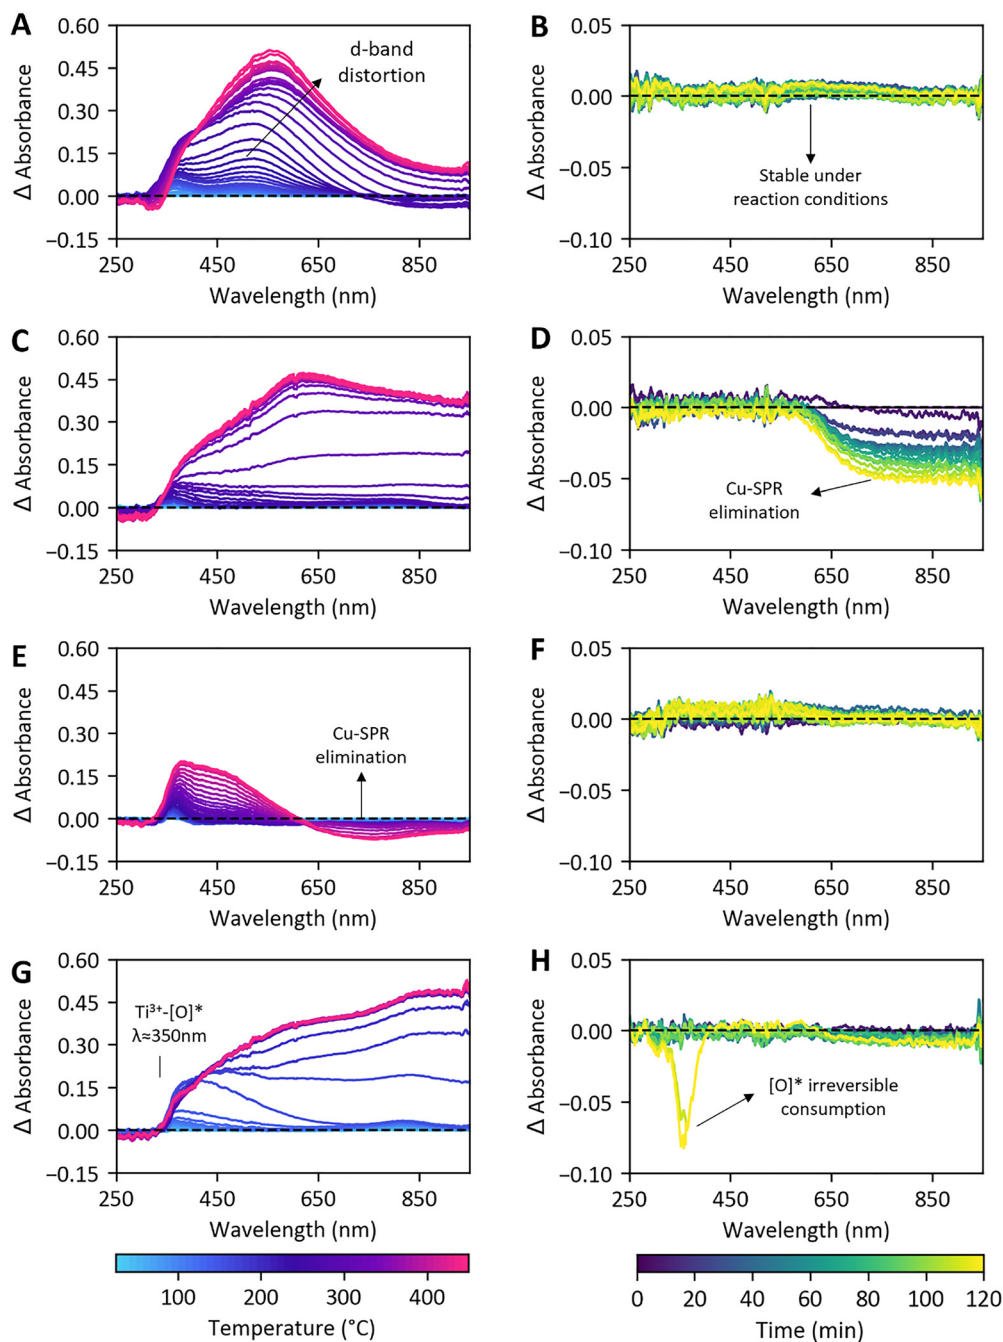 A
0.60
0.45
0.30
0.15
0.00
−0.15
Δ Absorbance
d-band
distortion
250 450 650 850
Wavelength (nm)
B
0.05
0.00
−0.05
−0.10
Δ Absorbance
Stable under
reaction conditions
250 450 650 850
Wavelength (nm)
C
0.60
0.45
0.30
0.15
0.00
−0.15
Δ Absorbance
250 450 650 850
Wavelength (nm)
D
0.05
0.00
−0.05
−0.10
Δ Absorbance
Cu-SPR
elimination
250 450 650 850
Wavelength (nm)
E
0.60
0.45
0.30
0.15
0.00
−0.15
Δ Absorbance
Cu-SPR
elimination
250 450 650 850
Wavelength (nm)
F
0.05
0.00
−0.05
−0.10
Δ Absorbance
250 450 650 850
Wavelength (nm)
G
0.60
0.45
0.30
0.15
0.00
−0.15
Δ Absorbance
Ti³⁺-[O]*
λ≈350nm
250 450 650 850
Wavelength (nm)
H
0.05
0.00
−0.05
−0.10
Δ Absorbance
[O]* irreversible
consumption
250 450 650 850
Wavelength (nm)
100 200 300 400
Temperature (°C)
0 20 40 60 80 100 120
Time (min)